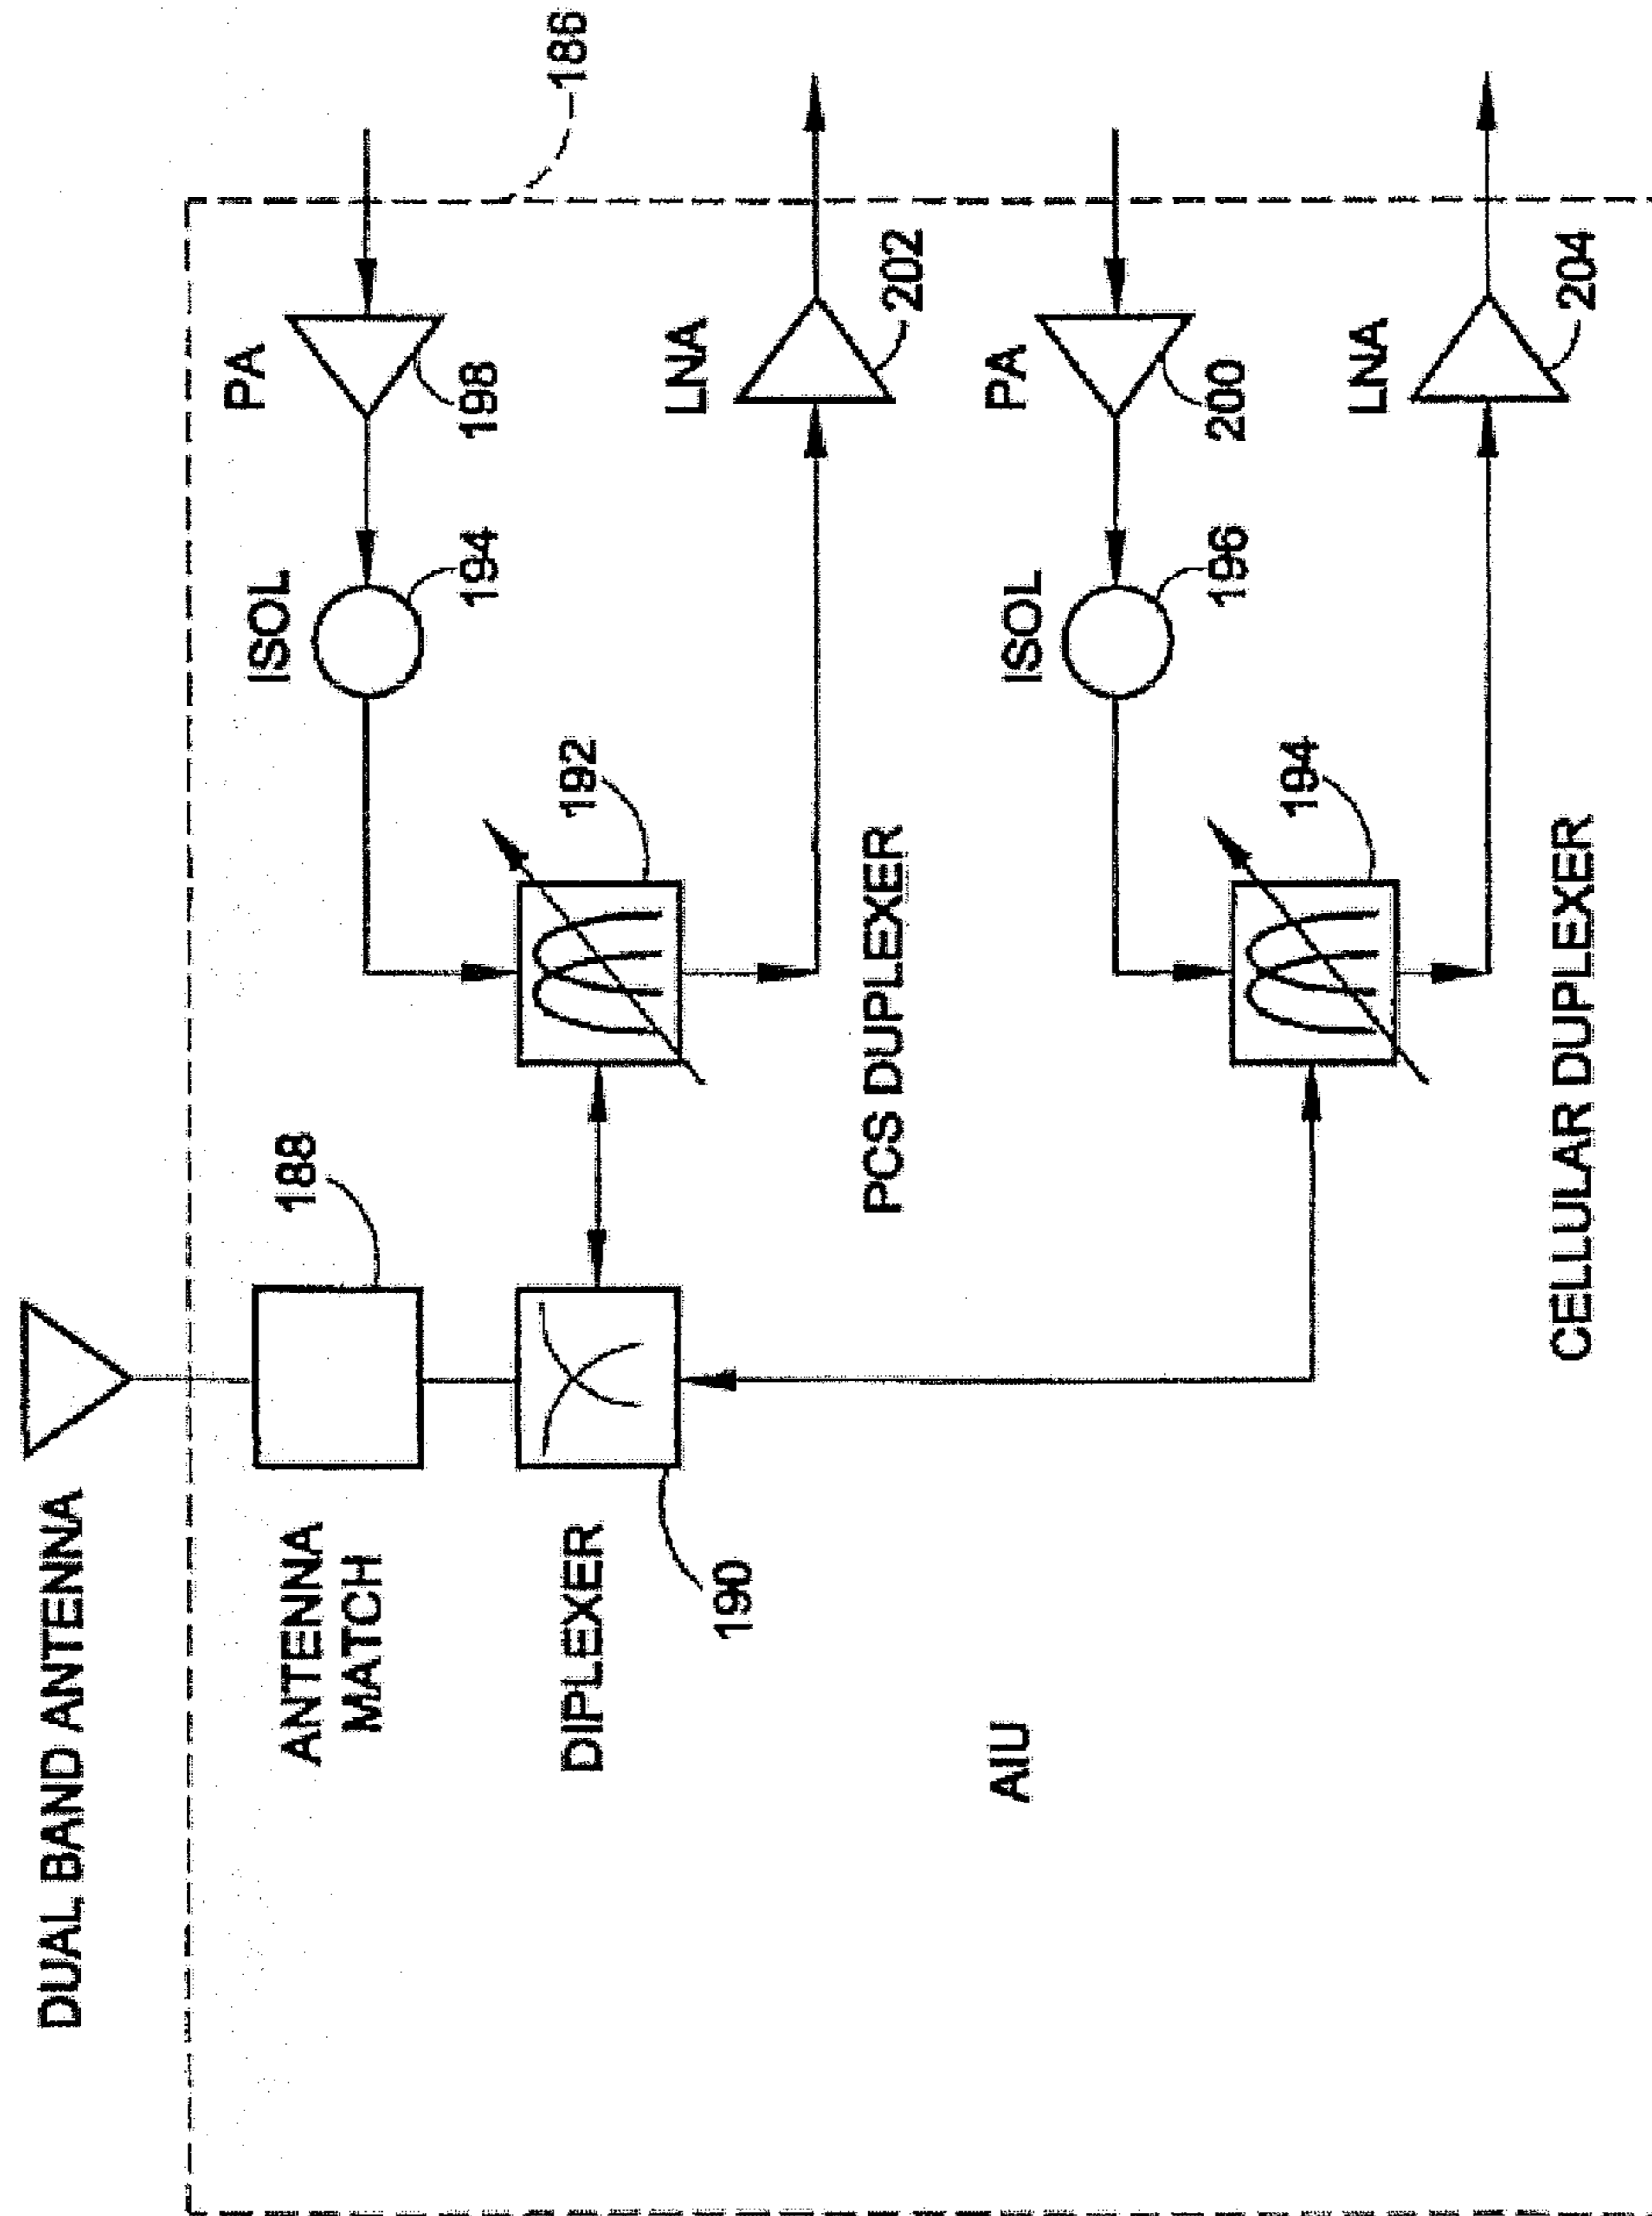 DUAL BAND ANTENNA
186
ANTENNA
MATCH
188
ISOL
194
PA
198
DIPLEXER
190
192
PCS DUPLEXER
LNA
202
AIU
ISOL
196
PA
200
194
CELLULAR DUPLEXER
LNA
204